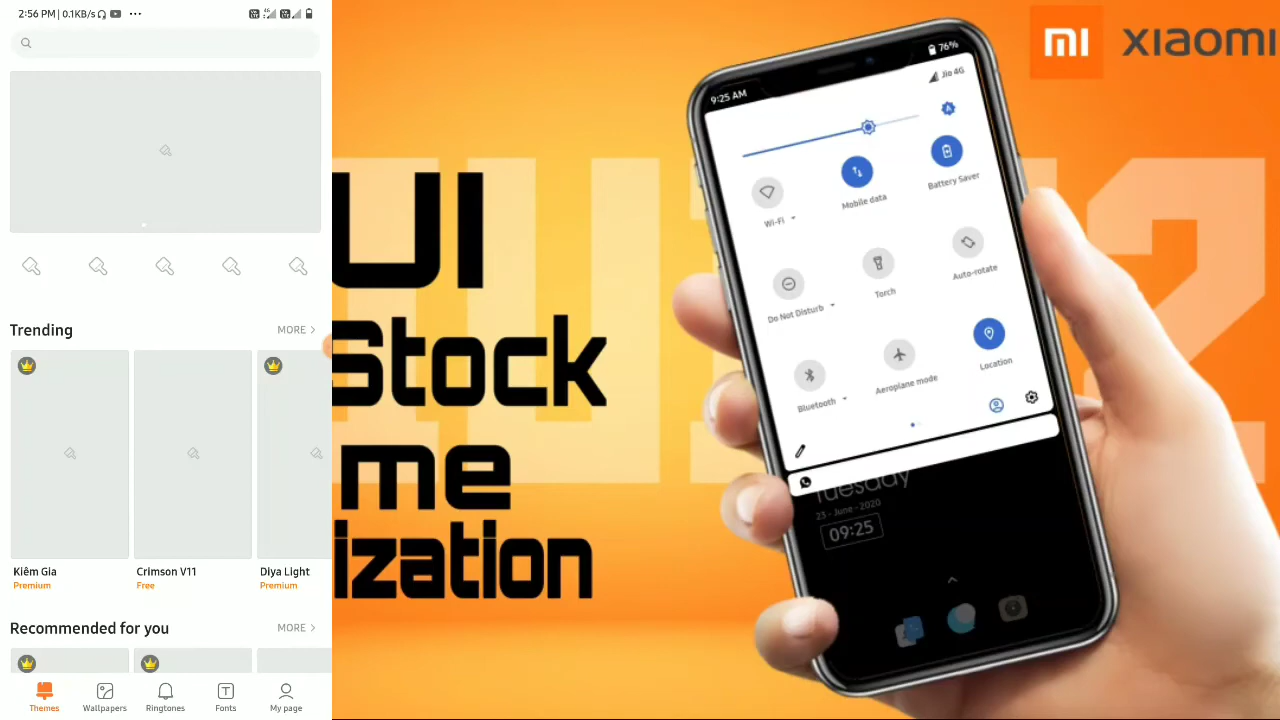 2:56 PM | 0.1KB/s
Trending
MORE
Kiêm Gia
Premium
Crimson V11
Free
Diya Light
Premium
Recommended for you
MORE
Themes
Wallpapers
Ringtones
Fonts
My page
UI
Stock
me
ization
mi xiaomi
9:25 AM
76%
Jio 4G
Wi-Fi
Mobile data
Battery Saver
Do Not Disturb
Torch
Auto-rotate
Bluetooth
Aeroplane mode
Location
Tuesday
23 - June - 2020
09:25